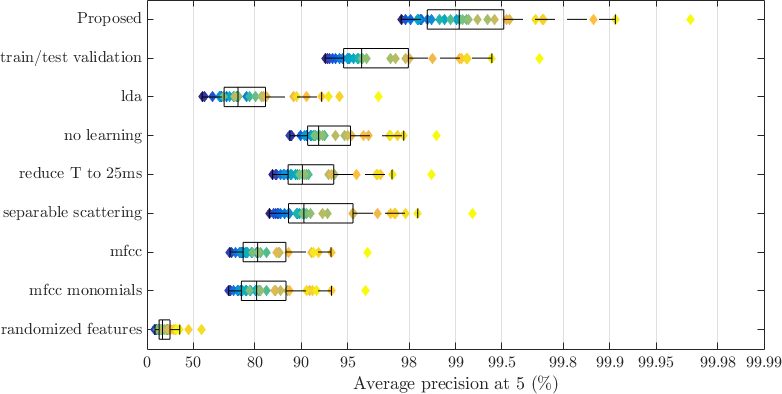 Proposed
train/test validation
lda
no learning
reduce T to 25ms
separable scattering
mfcc
mfcc monomials
randomized features
0 50 80 90 95 98 99 99.5 99.8 99.9 99.95 99.98 99.99
Average precision at 5 (%)